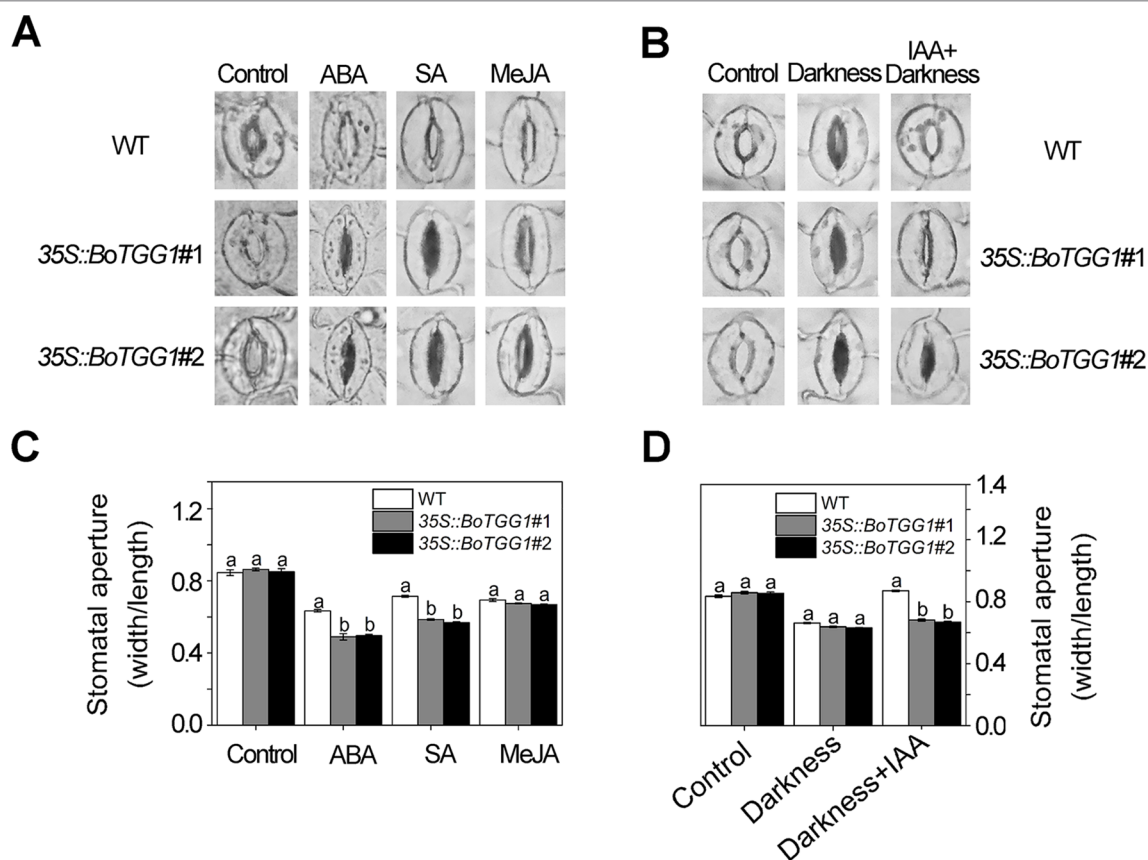 A
Control ABA SA MeJA
WT
35S::BoTGG1#1
35S::BoTGG1#2
B
Control Darkness IAA+
Darkness
WT
35S::BoTGG1#1
35S::BoTGG1#2
C
Stomatal aperture
(width/length)
1.2
0.8
0.4
0.0
WT
35S::BoTGG1#1
35S::BoTGG1#2
a a a
a b b
a b b
a a a
Control ABA SA MeJA
D
WT
35S::BoTGG1#1
35S::BoTGG1#2
a a a
a a a
a b b
1.4
1.2
0.8
0.4
0.0
Stomatal aperture
(width/length)
Control
Darkness
Darkness+IAA